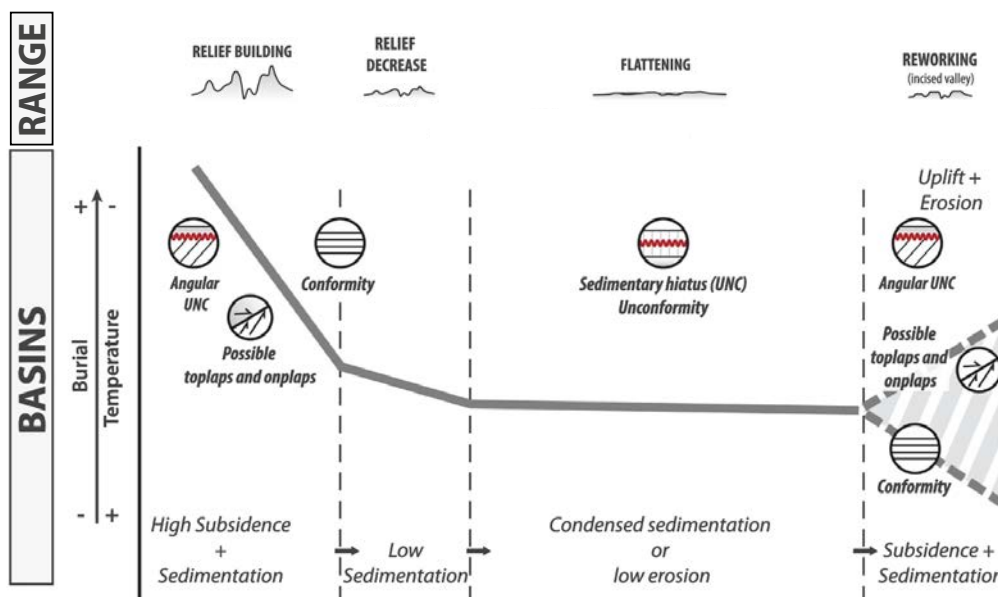 RANGE
RELIEF BUILDING
RELIEF
DECREASE
FLATTENING
REWORKING
(incised valley)
BASINS
Burial
Temperature
+
-
-
+
Angular
UNC
Possible
toplaps and onplaps
Conformity
Sedimentary hiatus (UNC)
Unconformity
Uplift +
Erosion
Angular UNC
Possible
toplaps and
onplaps
Conformity
High Subsidence
+
Sedimentation
Low
Sedimentation
Condensed sedimentation
or
low erosion
Subsidence +
Sedimentation